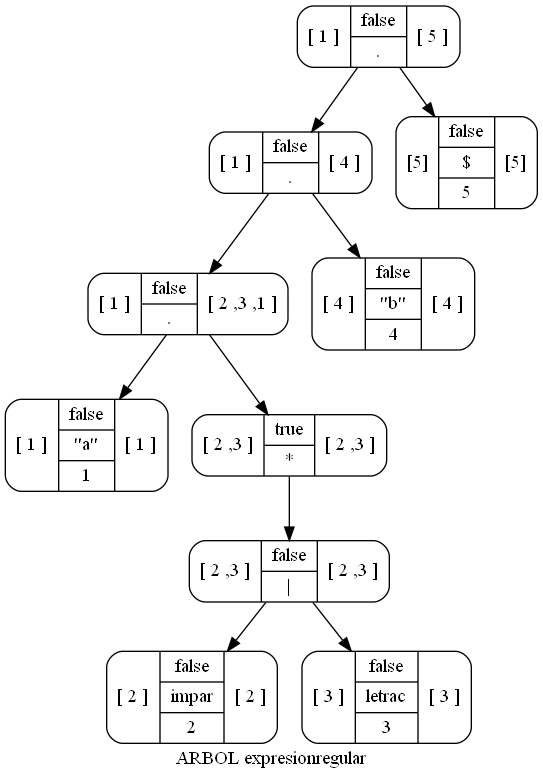 [ 1 ] false . [ 5 ]
[ 1 ] false . [ 4 ]
[5] false $ 5 [5]
[ 1 ] false . [ 2 ,3 ,1 ]
[ 4 ] false "b" 4 [ 4 ]
[ 1 ] false "a" 1 [ 1 ]
[ 2 ,3 ] true * [ 2 ,3 ]
[ 2 ,3 ] false | [ 2 ,3 ]
[ 2 ] false impar 2 [ 2 ]
[ 3 ] false letrac 3 [ 3 ]
ARBOL expresionregular